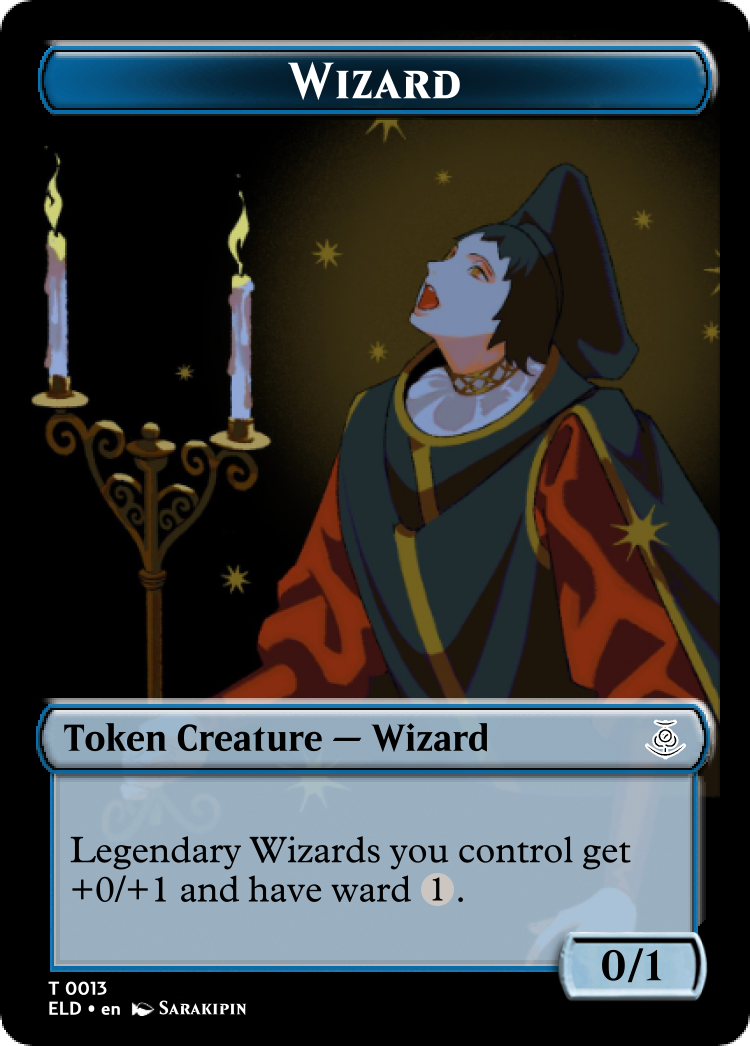 Wizard
Token Creature — Wizard
Legendary Wizards you control get
+0/+1 and have ward 1.
0/1
T 0013
ELD • en Sarakipin